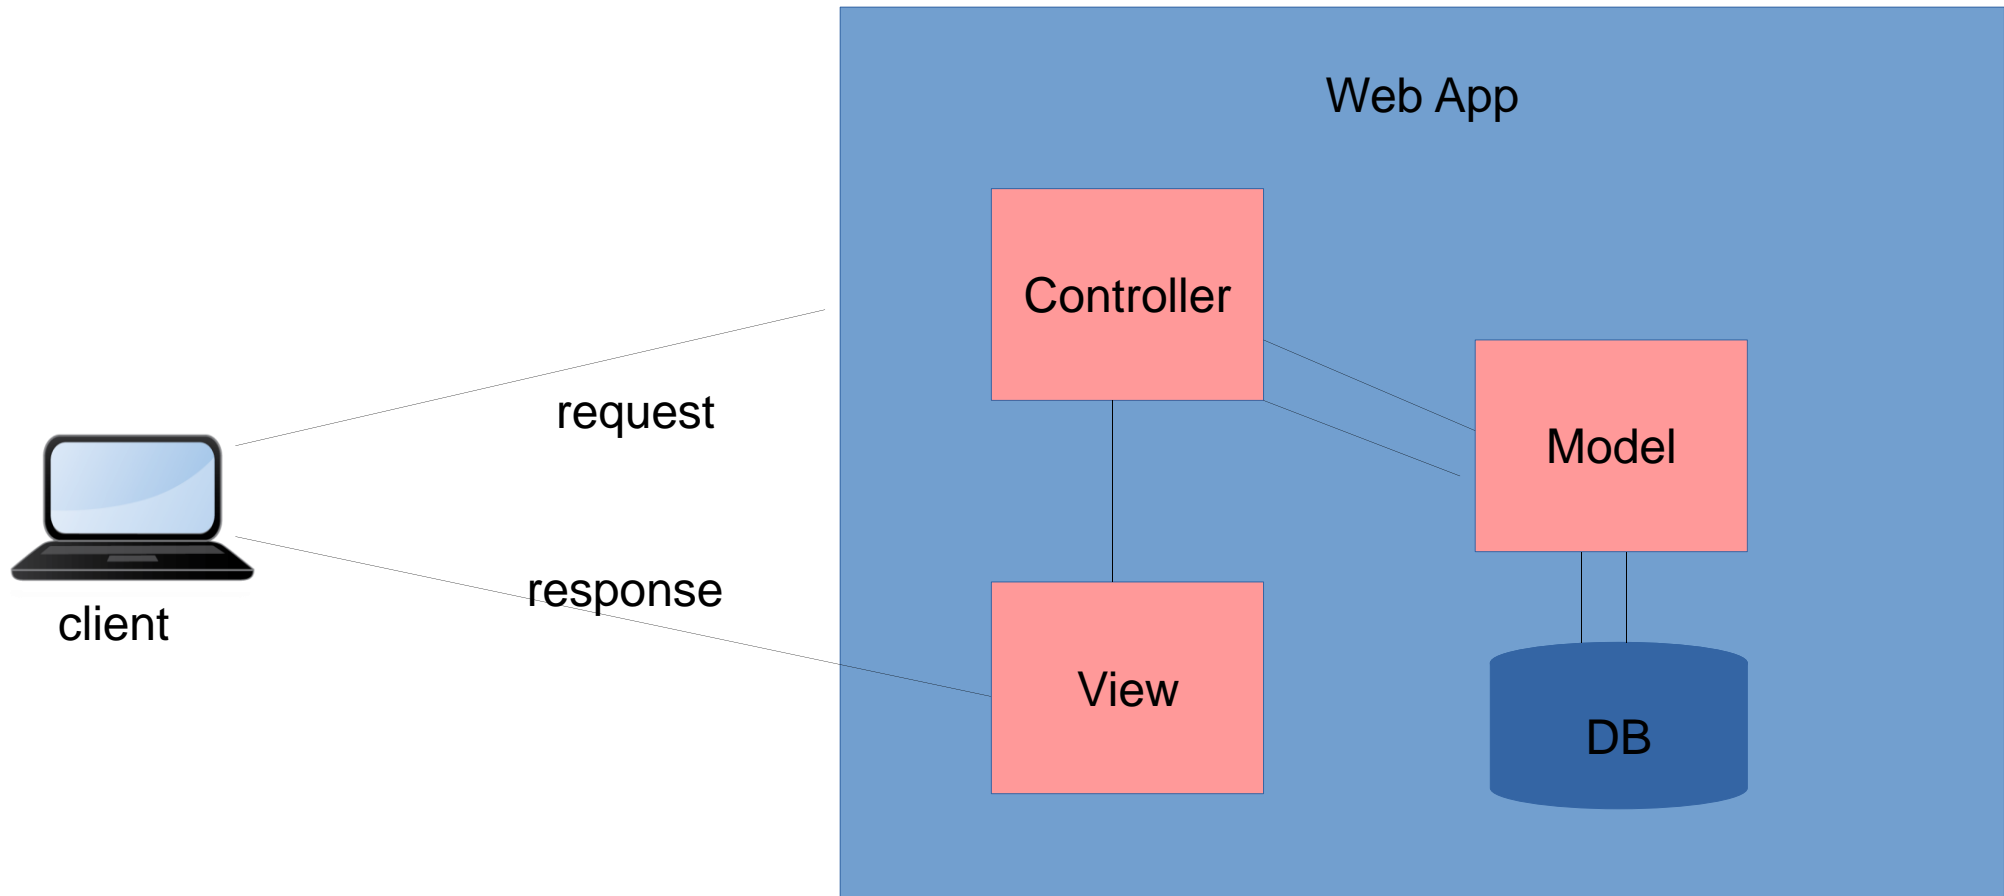 Web App
Controller
request
Model
response
client
View
DB